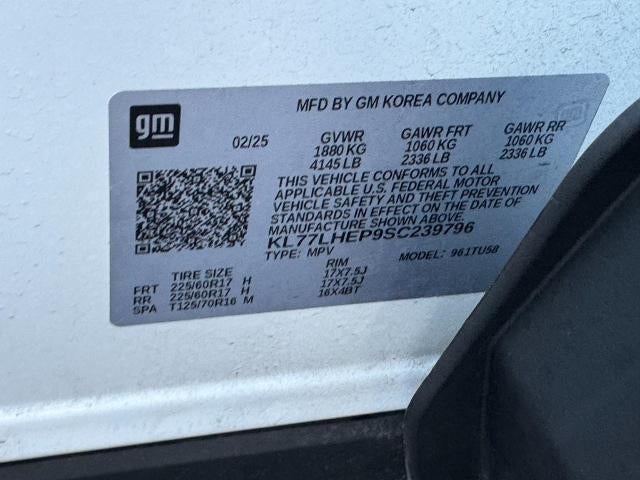 MFD BY GM KOREA COMPANY
gm
02/25 GVWR GAWR FRT GAWR RR
1880 KG 1060 KG 1060 KG
4145 LB 2336 LB 2336 LB
THIS VEHICLE CONFORMS TO ALL
APPLICABLE U.S. FEDERAL MOTOR
VEHICLE SAFETY AND THEFT PREVENTION
STANDARDS IN EFFECT ON THE DATE OF
MANUFACTURE SHOWN ABOVE.
KL77LHEP9SC239796
TYPE: MPV MODEL: 961TU58
TIRE SIZE RIM
FRT 225/60R17 H 17X7.5J
RR 225/60R17 H 17X7.5J
SPA T125/70R16 M 16X4BT